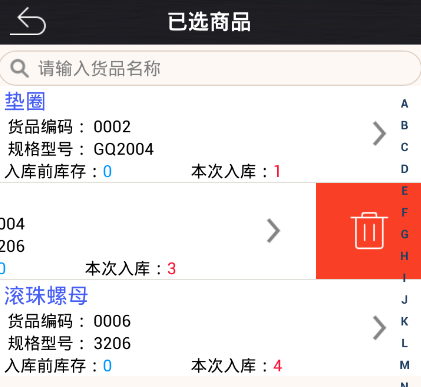 已选商品
请输入货品名称
垫圈
货品编码： 0002
规格型号： GQ2004
入库前库存：0 本次入库：1
004
206
0 本次入库：3
滚珠螺母
货品编码： 0006
规格型号： 3206
入库前库存：0 本次入库：4
A
B
C
D
E
F
G
H
I
J
K
L
M
N